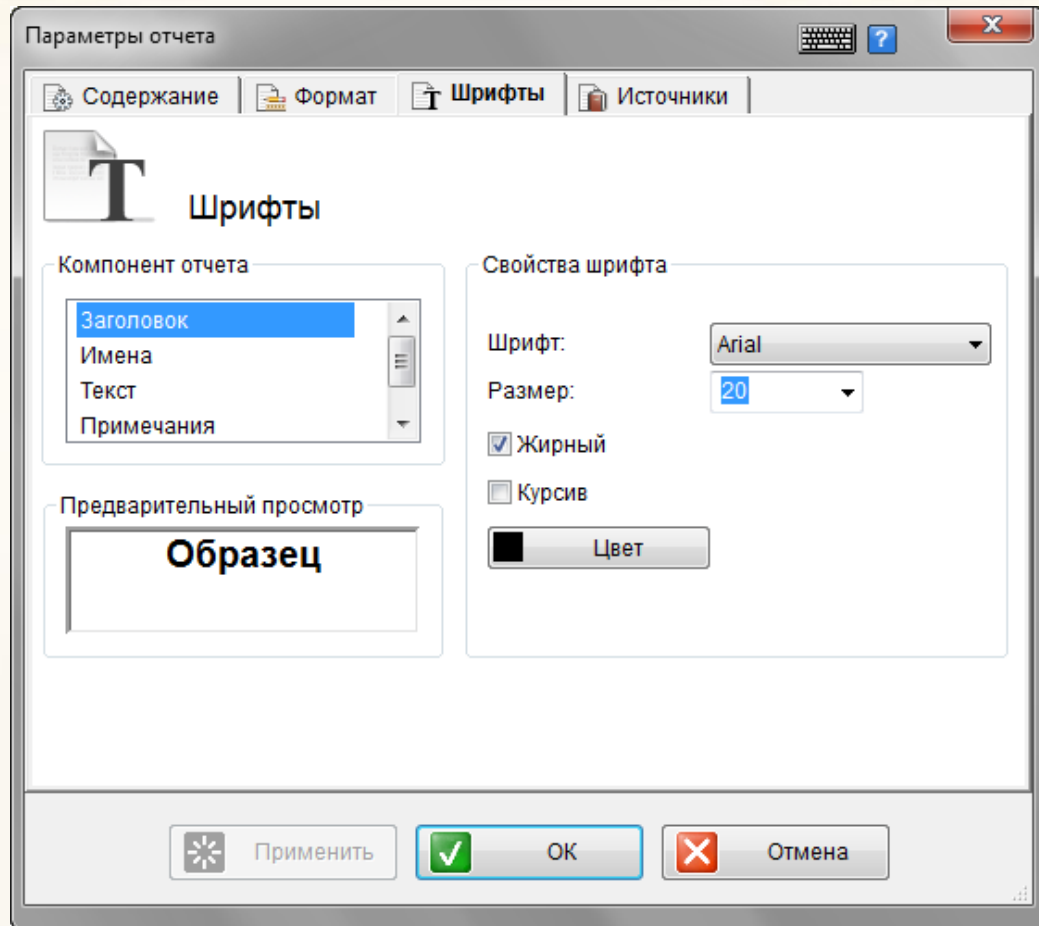 Параметры отчета
?
Содержание Формат Шрифты Источники
T Шрифты
Компонент отчета
Заголовок
Имена
Текст
Примечания
Предварительный просмотр
Образец
Свойства шрифта
Шрифт: Arial
Размер: 20
Жирный
Курсив
Цвет
Применить OK Отмена